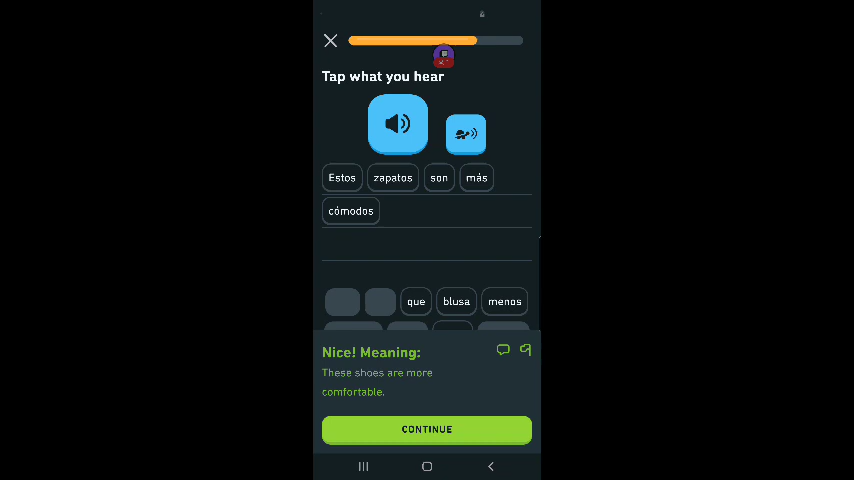 Tap what you hear
Estos zapatos son más
cómodos
que blusa menos
Nice! Meaning:
These shoes are more
comfortable.
CONTINUE